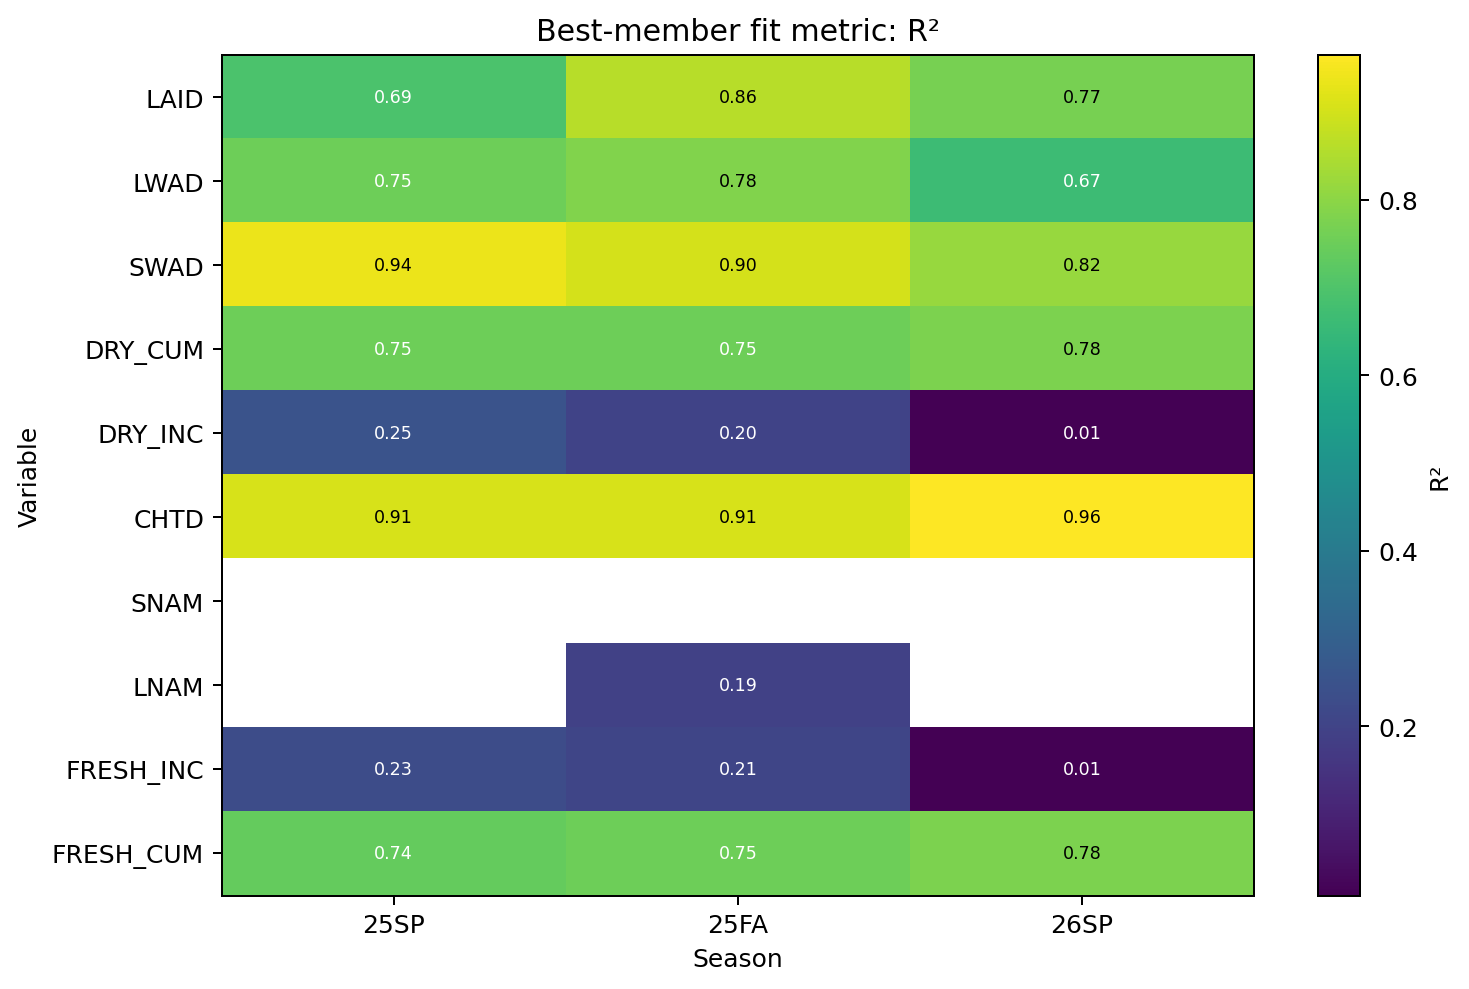 Best-member fit metric: R²
LAID 0.69 0.86 0.77
LWAD 0.75 0.78 0.67
SWAD 0.94 0.90 0.82
DRY_CUM 0.75 0.75 0.78
DRY_INC 0.25 0.20 0.01
CHTD 0.91 0.91 0.96
SNAM
LNAM 0.19
FRESH_INC 0.23 0.21 0.01
FRESH_CUM 0.74 0.75 0.78
25SP 25FA 26SP
Season
Variable
0.8
0.6
0.4
0.2
R²